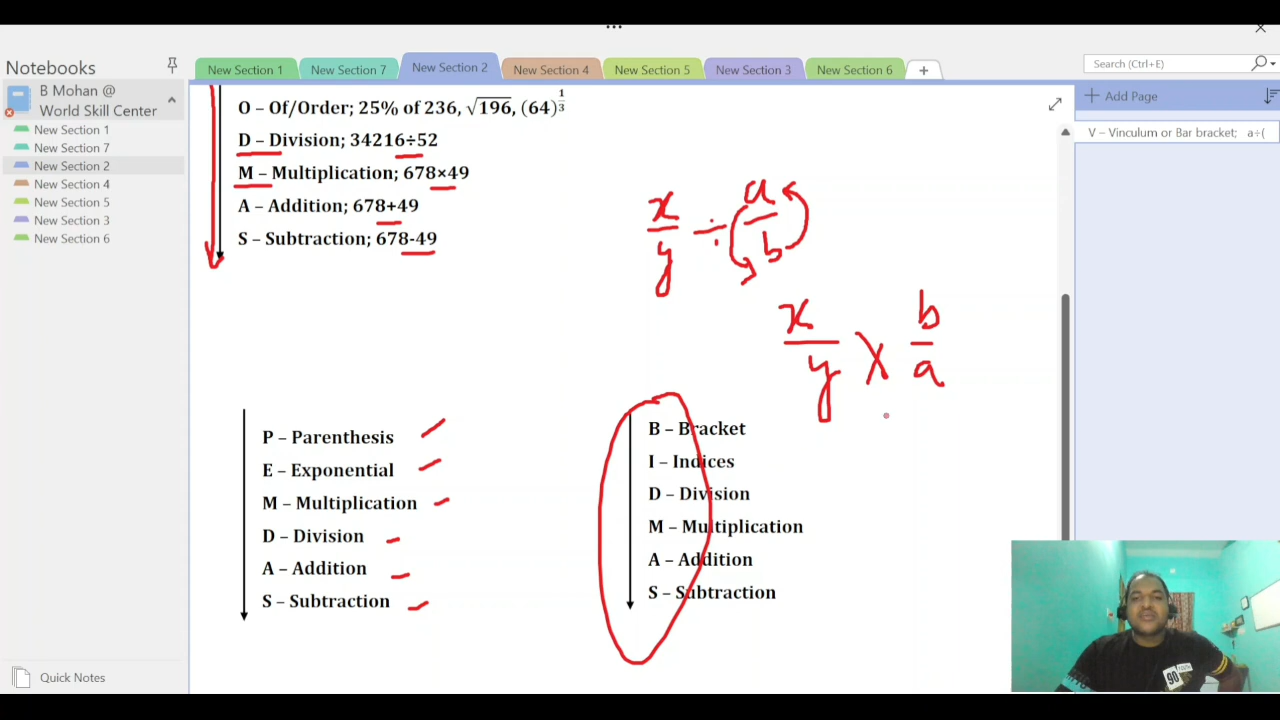 Notebooks
B Mohan @
World Skill Center
New Section 1
New Section 7
New Section 2
New Section 4
New Section 5
New Section 3
New Section 6
Quick Notes
New Section 1
New Section 7
New Section 2
New Section 4
New Section 5
New Section 3
New Section 6
+
Search (Ctrl+E)
+ Add Page
V – Vinculum or Bar bracket; a÷(
O – Of/Order; 25% of 236, √196, (64)^1/3
D – Division; 34216÷52
M – Multiplication; 678×49
A – Addition; 678+49
S – Subtraction; 678-49
x/y ÷ a/b
x/y × b/a
P – Parenthesis
E – Exponential
M – Multiplication
D – Division
A – Addition
S – Subtraction
B – Bracket
I – Indices
D – Division
M – Multiplication
A – Addition
S – Subtraction
90